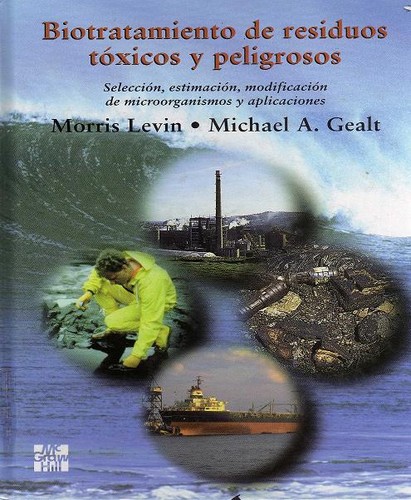 Biotratamiento de residuos
tóxicos y peligrosos
Selección, estimación, modificación
de microorganismos y aplicaciones
Morris Levin • Michael A. Gealt
Mc
Graw
Hill